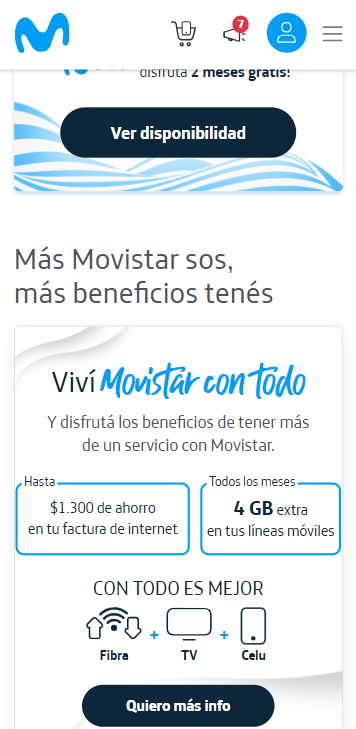 7
disfruta 2 meses gratis!
Ver disponibilidad
Más Movistar sos,
más beneficios tenés
Viví Movistar con todo
Y disfrutá los beneficios de tener más
de un servicio con Movistar.
Hasta
$1.300 de ahorro
en tu factura de internet
Todos los meses
4 GB extra
en tus líneas móviles
CON TODO ES MEJOR
+ +
Fibra TV Celu
Quiero más info